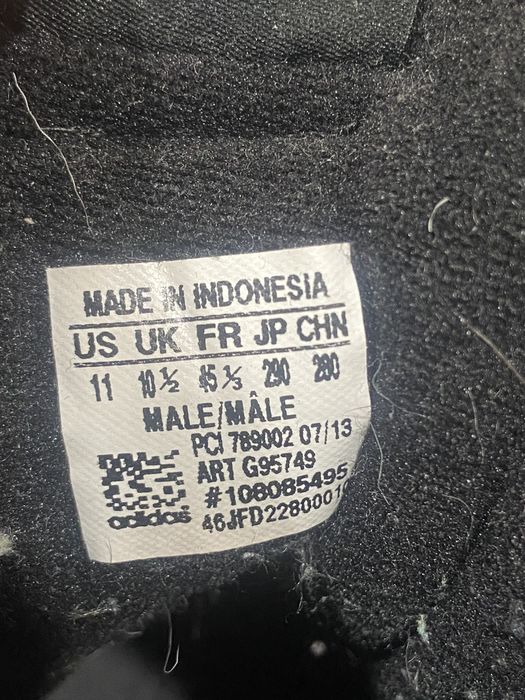 MADE IN INDONESIA
US UK FR JP CHN
11 10½ 45⅓ 290 280
MALE/MÂLE
PCI 789002 07/13
ART G95749
#108085495
adidas 46JFD2280001